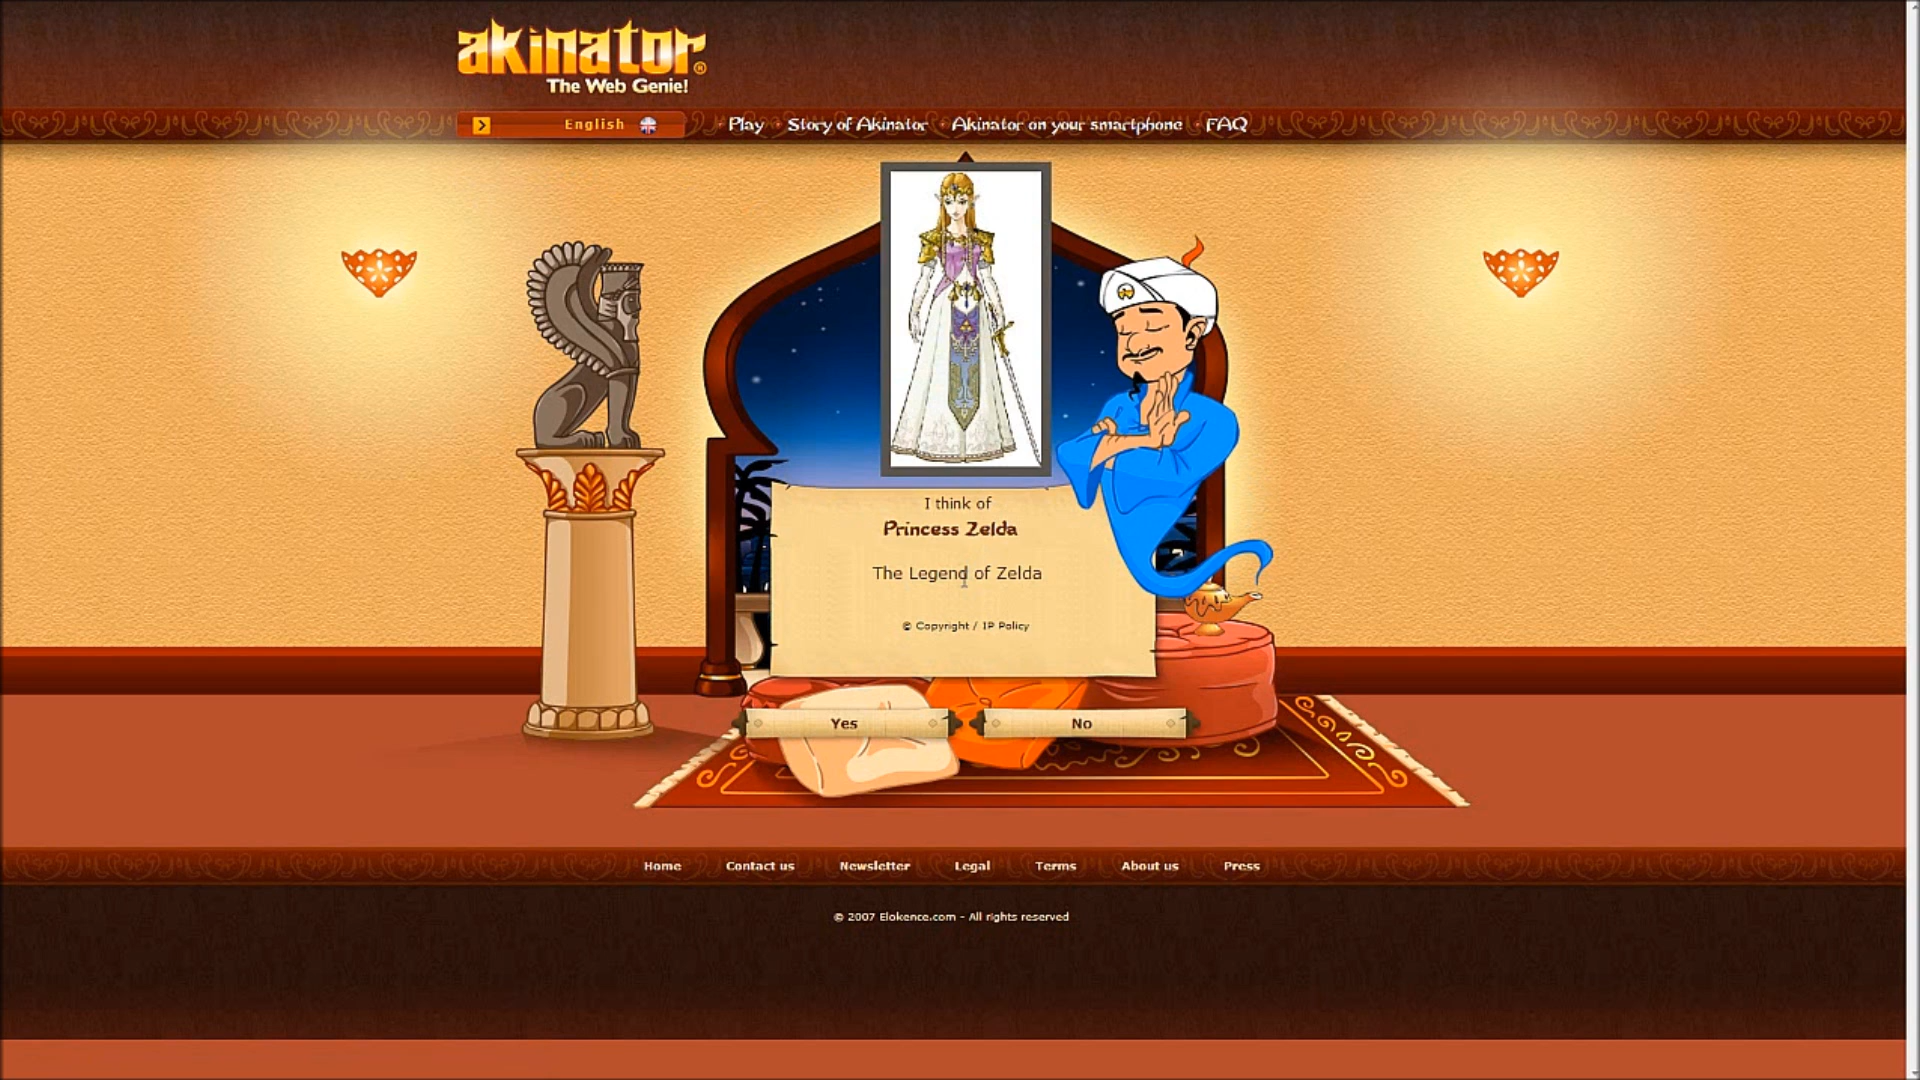 akinator®
The Web Genie!
English
Play
Story of Akinator
Akinator on your smartphone
FAQ
I think of
Princess Zelda
The Legend of Zelda
© Copyright / IP Policy
Yes
No
Home
Contact us
Newsletter
Legal
Terms
About us
Press
© 2007 Elokence.com - All rights reserved